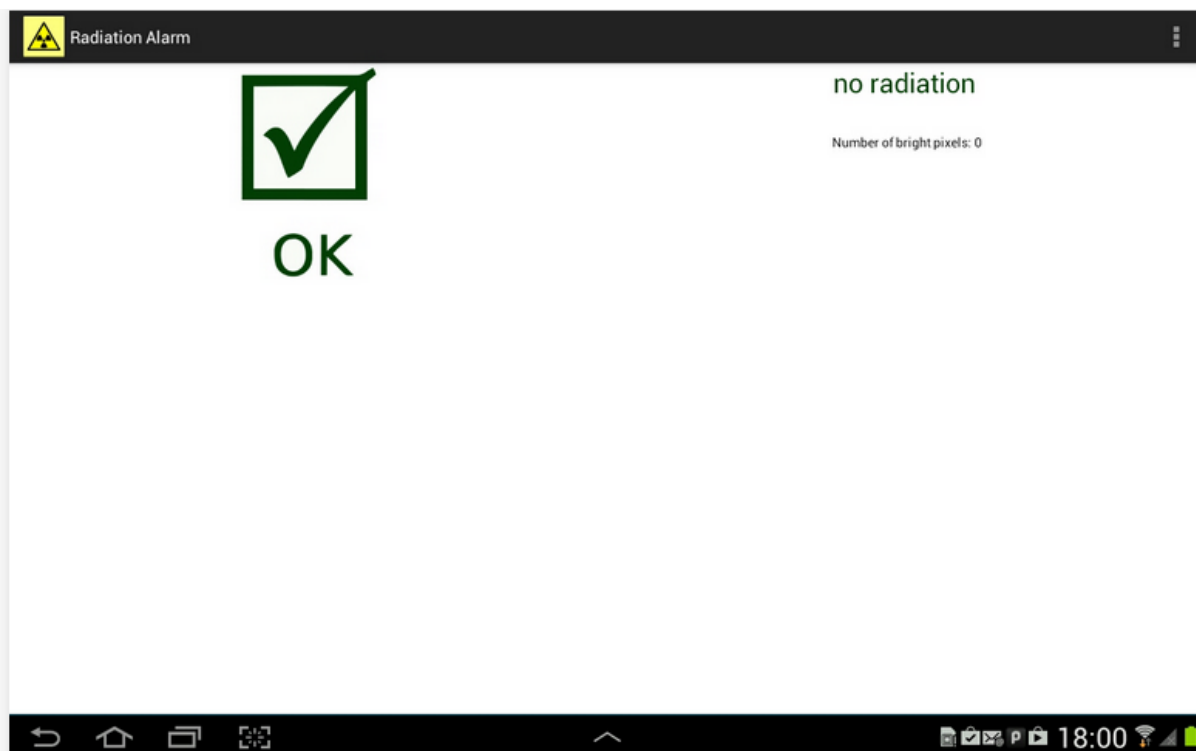 Radiation Alarm
no radiation
Number of bright pixels: 0
OK
P
18:00